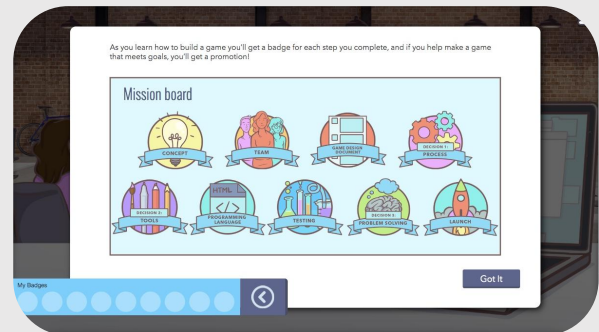 As you learn how to build a game you'll get a badge for each step you complete, and if you help make a game
that meets goals, you'll get a promotion!
Mission board
CONCEPT
TEAM
GAME DESIGN
DOCUMENT
DECISION 1:
PROCESS
DECISION 2:
TOOLS
HTML
</>
PROGRAMMING
LANGUAGE
TESTING
DECISION 3:
PROBLEM SOLVING
LAUNCH
My Badges
Got It